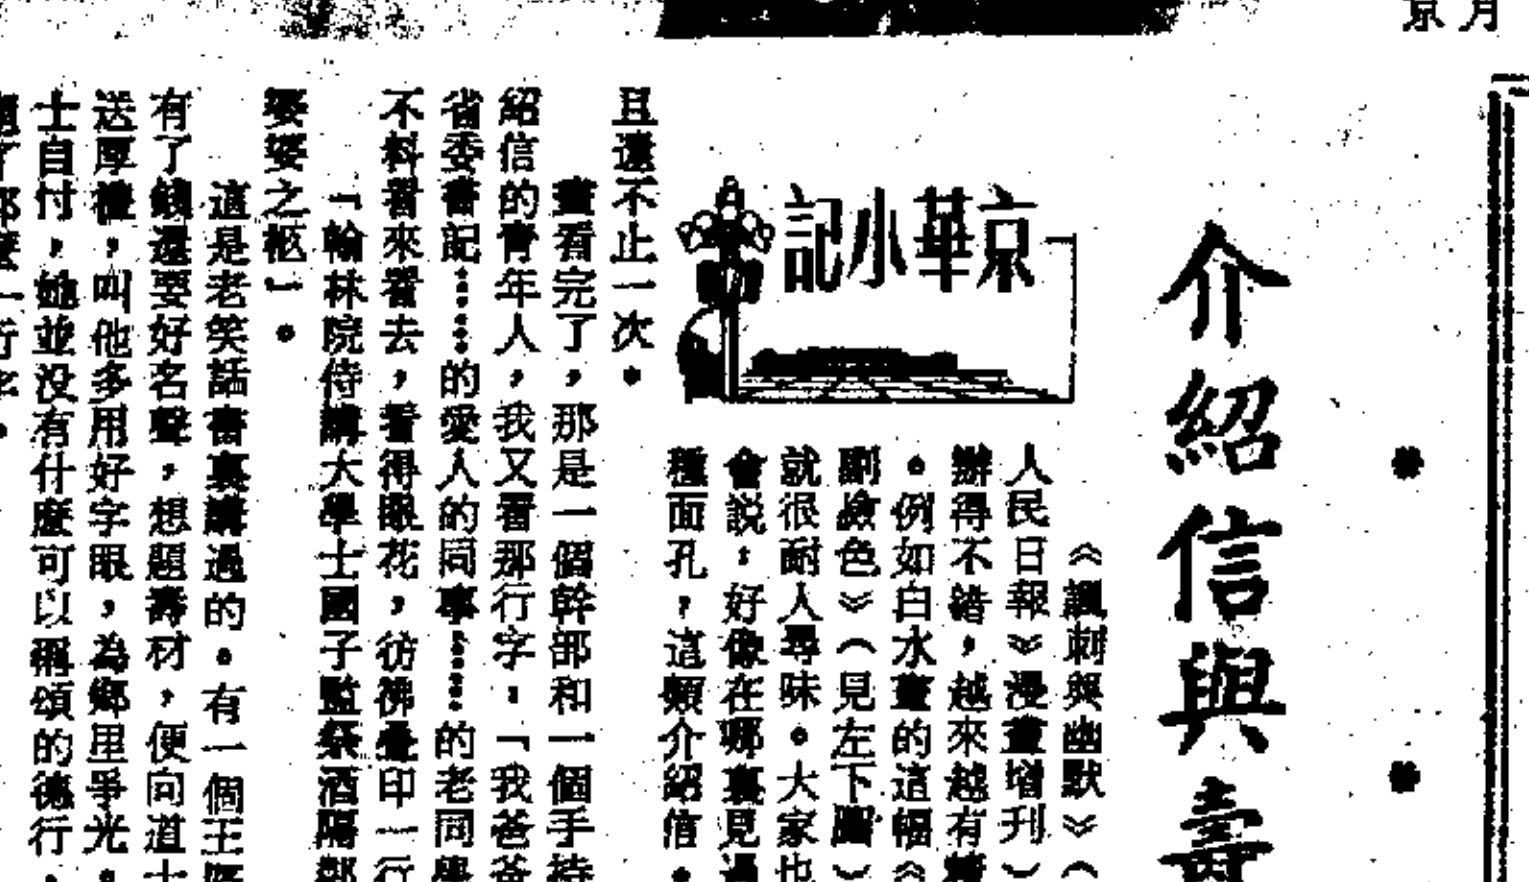 京月
介紹信與壽
京華小記
《諷刺與幽默》（
人民日報》漫畫增刊）
辦得不錯，越來越有
。例如白水畫的這幅《
劇臉色》（見左下圖）
就很耐人尋味。大家也
會説，好像在哪裏見過
種面孔，這類介紹信，
且還不止一次。
畫看完了，那是一個幹部和一個手持
紹信的青年人，我又看那行字：「我爸爸
省委書記……的愛人的同事……的老同學
不料看來看去，看得眼花，彷彿疊印一行
「翰林院侍講大學士國子監祭酒隔鄰
婆婆之柩」。
這是老笑話書裏講過的。有一個王
有了錢還要好名聲，想題壽材，便向道士
送厚禮，叫他多用好字眼，為鄉里爭光。
士自付，她並没有什麼可以稱頌的德行，
題了那麼一行字。